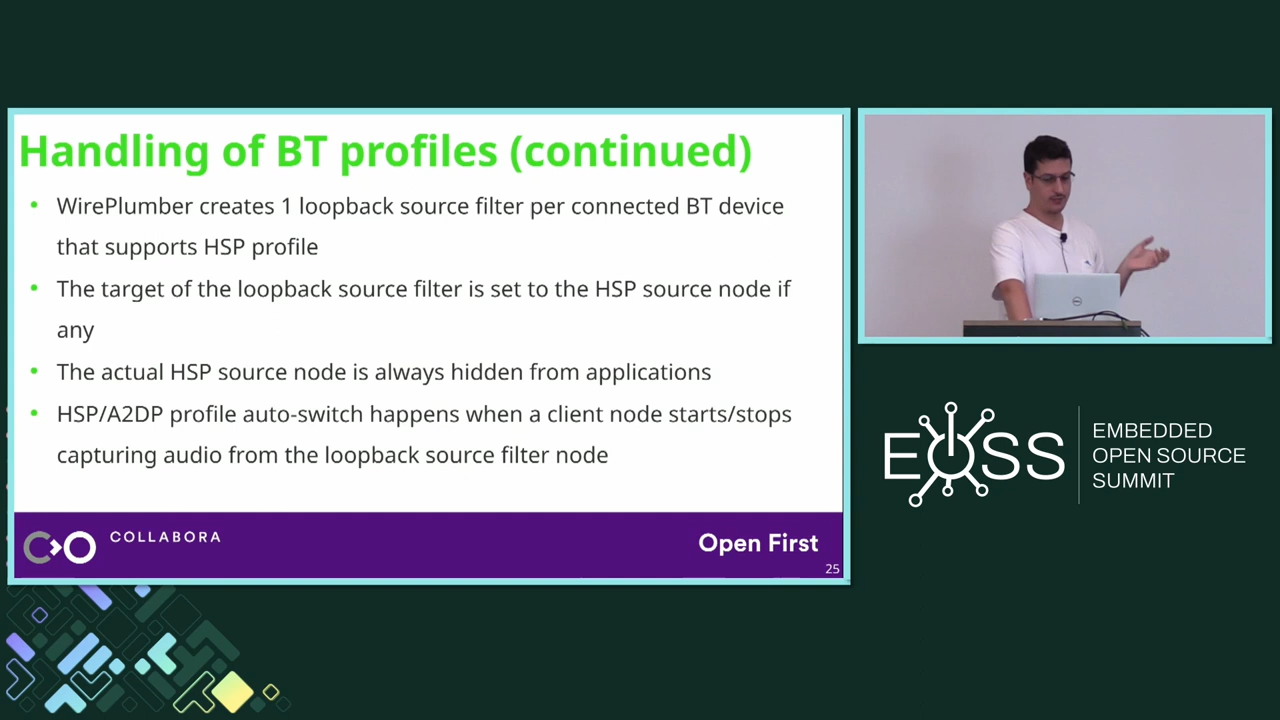 Handling of BT profiles (continued)
• WirePlumber creates 1 loopback source filter per connected BT device
that supports HSP profile
• The target of the loopback source filter is set to the HSP source node if
any
• The actual HSP source node is always hidden from applications
• HSP/A2DP profile auto-switch happens when a client node starts/stops
capturing audio from the loopback source filter node
COLLABORA
Open First
25
DELL
EOSS
EMBEDDED
OPEN SOURCE
SUMMIT